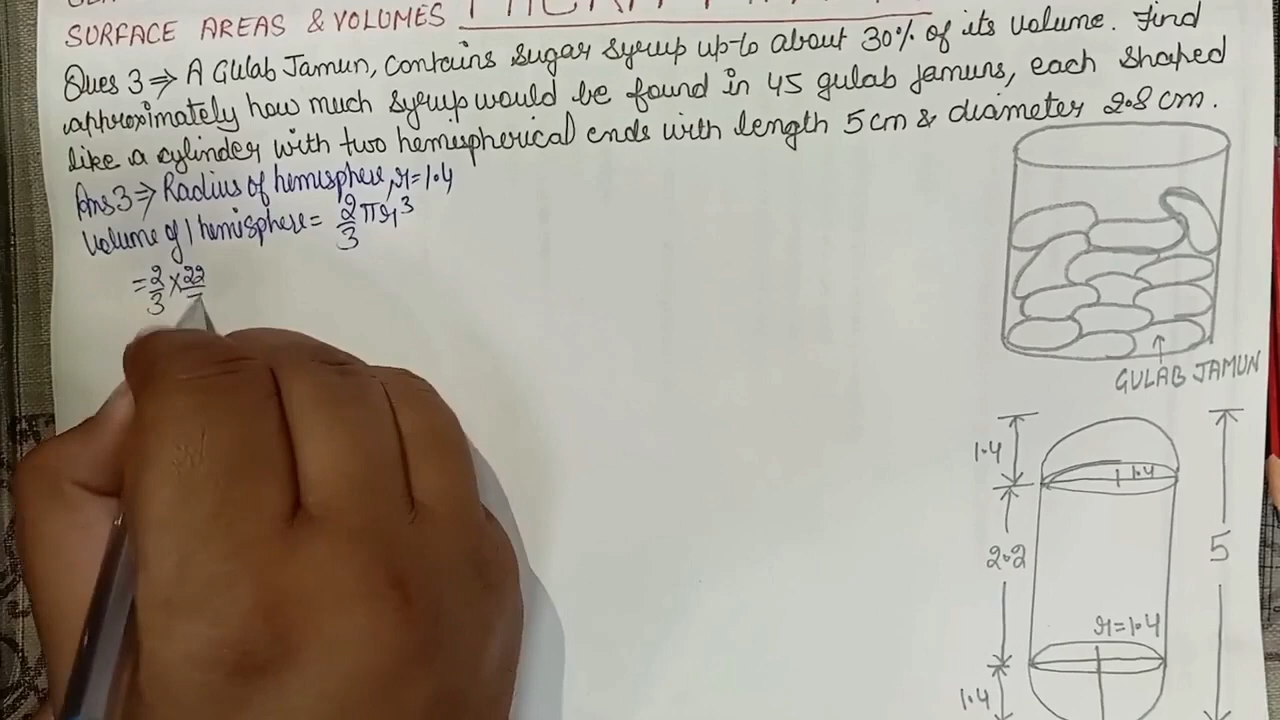 SURFACE AREAS & VOLUMES
Ques 3 ⇒ A Gulab Jamun, contains sugar syrup up-to about 30% of its volume. Find
approximately how much syrup would be found in 45 gulab jamuns, each shaped
like a cylinder with two hemispherical ends with length 5 cm & diameter 2.8 cm.
Ans 3 ⇒ Radius of hemisphere, r = 1.4
Volume of 1 hemisphere = 2/3 πr³
= 2/3 × 22
GULAB JAMUN
1.4
1.4
2.2
5
r = 1.4
1.4